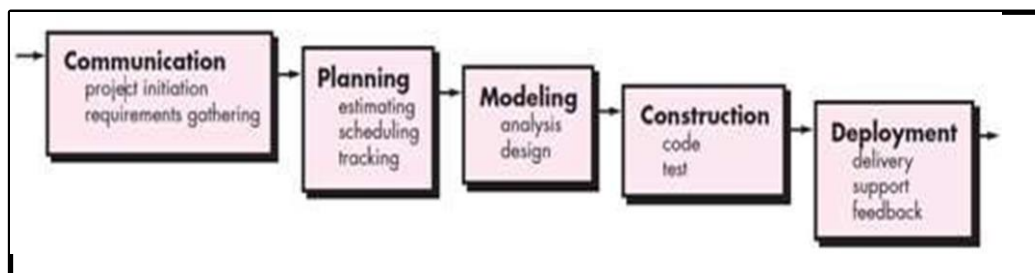 Communication
project initiation
requirements gathering
Planning
estimating
scheduling
tracking
Modeling
analysis
design
Construction
code
test
Deployment
delivery
support
feedback